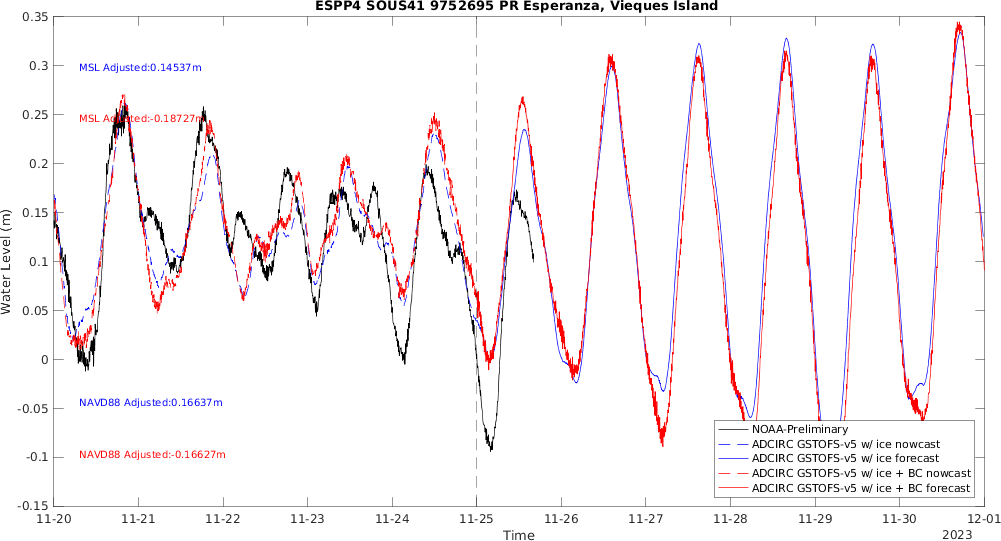 ESPP4 SOUS41 9752695 PR Esperanza, Vieques Island
0.35
0.3
0.25
0.2
0.15
0.1
0.05
0
-0.05
-0.1
-0.15
Water Level (m)
MSL Adjusted:0.14537m
MSL Adjusted:-0.18727m
NAVD88 Adjusted:0.16637m
NAVD88 Adjusted:-0.16627m
NOAA-Preliminary
ADCIRC GSTOFS-v5 w/ ice nowcast
ADCIRC GSTOFS-v5 w/ ice forecast
ADCIRC GSTOFS-v5 w/ ice + BC nowcast
ADCIRC GSTOFS-v5 w/ ice + BC forecast
11-20 11-21 11-22 11-23 11-24 11-25 11-26 11-27 11-28 11-29 11-30 12-01
Time
2023